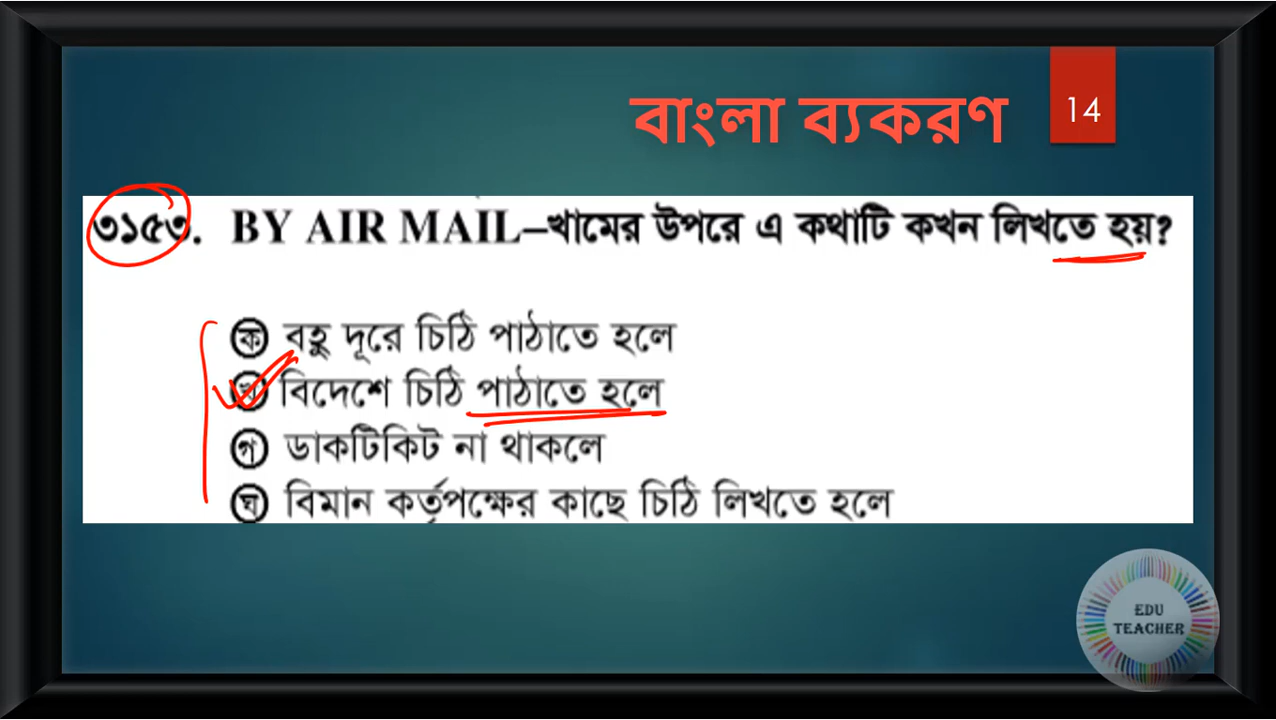 বাংলা ব্যকরণ
14
৩১৫৩. BY AIR MAIL–খামের উপরে এ কথাটি কখন লিখতে হয়?
ক বহু দূরে চিঠি পাঠাতে হলে
খ বিদেশে চিঠি পাঠাতে হলে
গ ডাকটিকিট না থাকলে
ঘ বিমান কর্তৃপক্ষের কাছে চিঠি লিখতে হলে
EDU
TEACHER